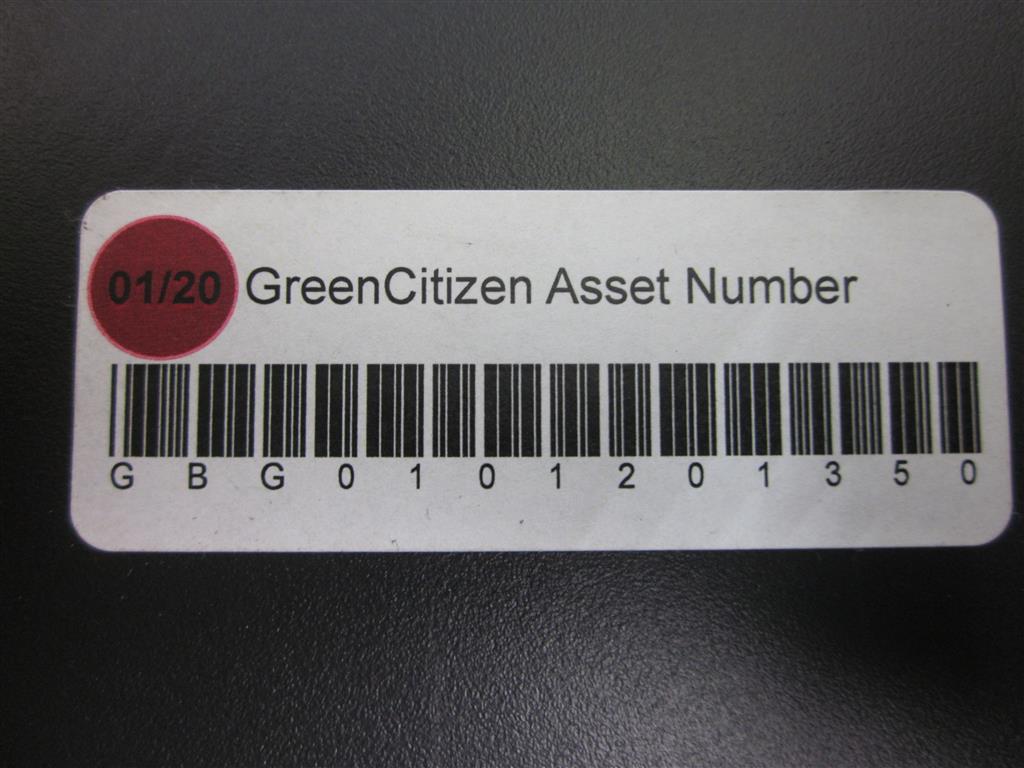 01/20 GreenCitizen Asset Number
G B G 0 1 0 1 2 0 1 3 5 0